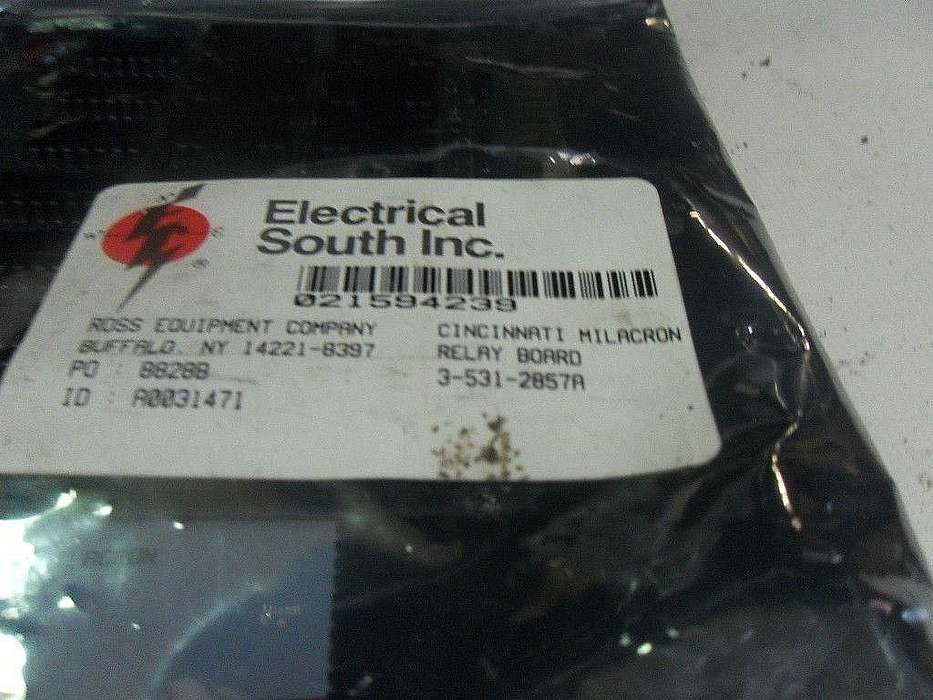 Electrical
South Inc.
021594239
ROSS EQUIPMENT COMPANY
BUFFALO, NY 14221-8397
PO : 8828B
ID : A0031471
CINCINNATI MILACRON
RELAY BOARD
3-531-2857A